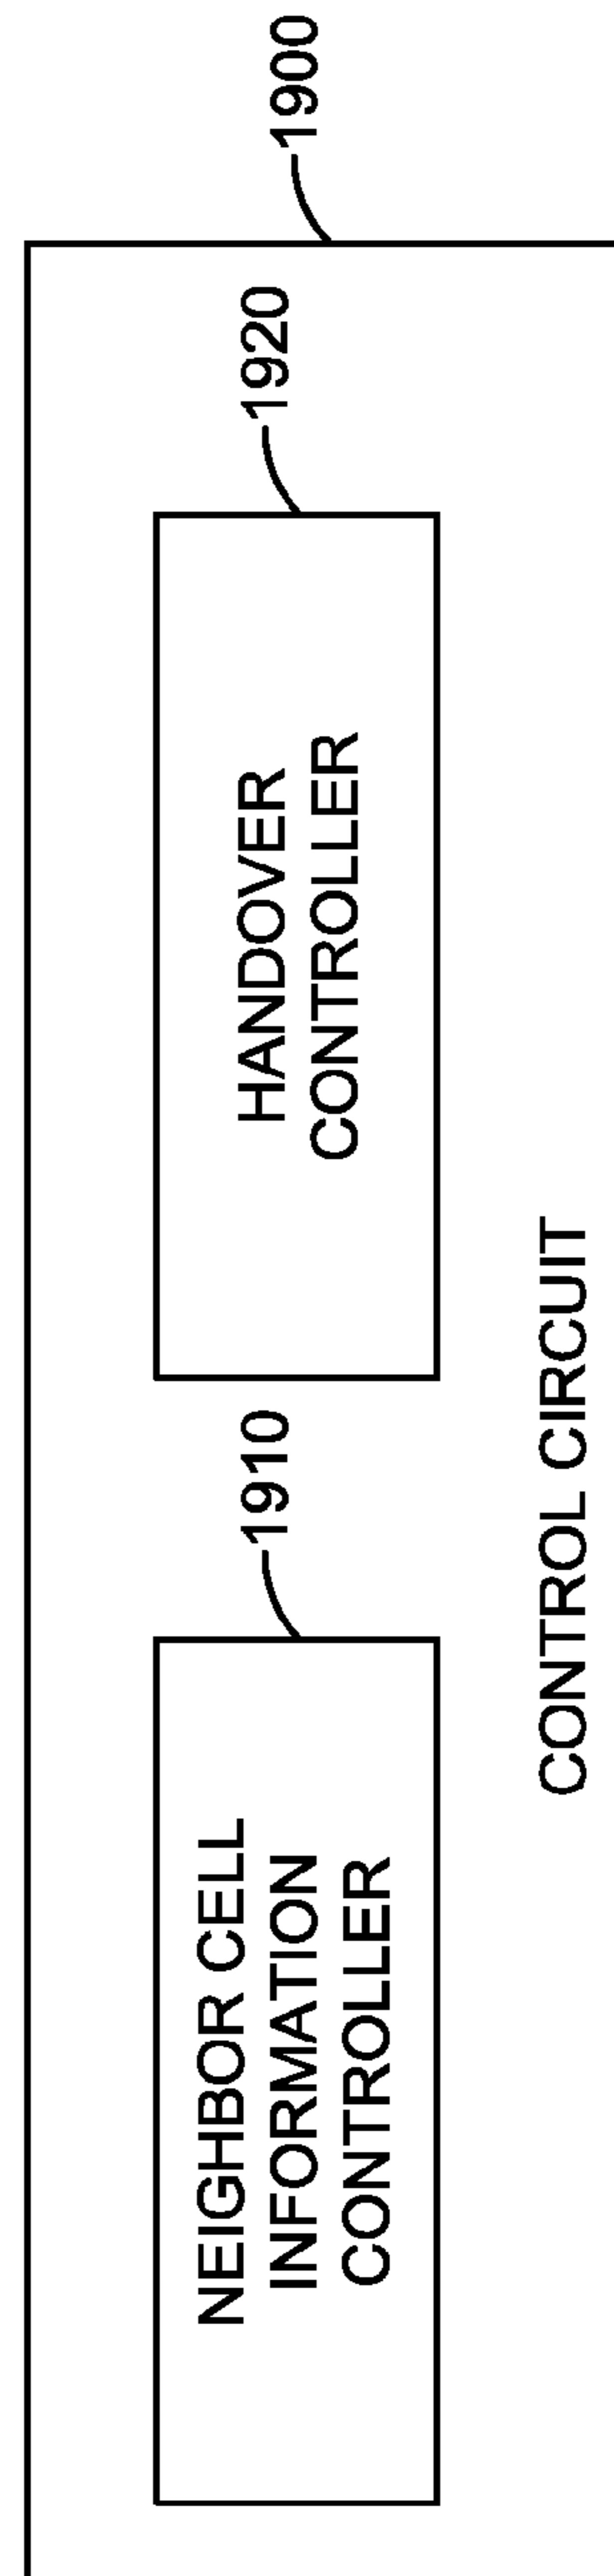 1900
1910
1920
NEIGHBOR CELL
INFORMATION
CONTROLLER
HANDOVER
CONTROLLER
CONTROL CIRCUIT